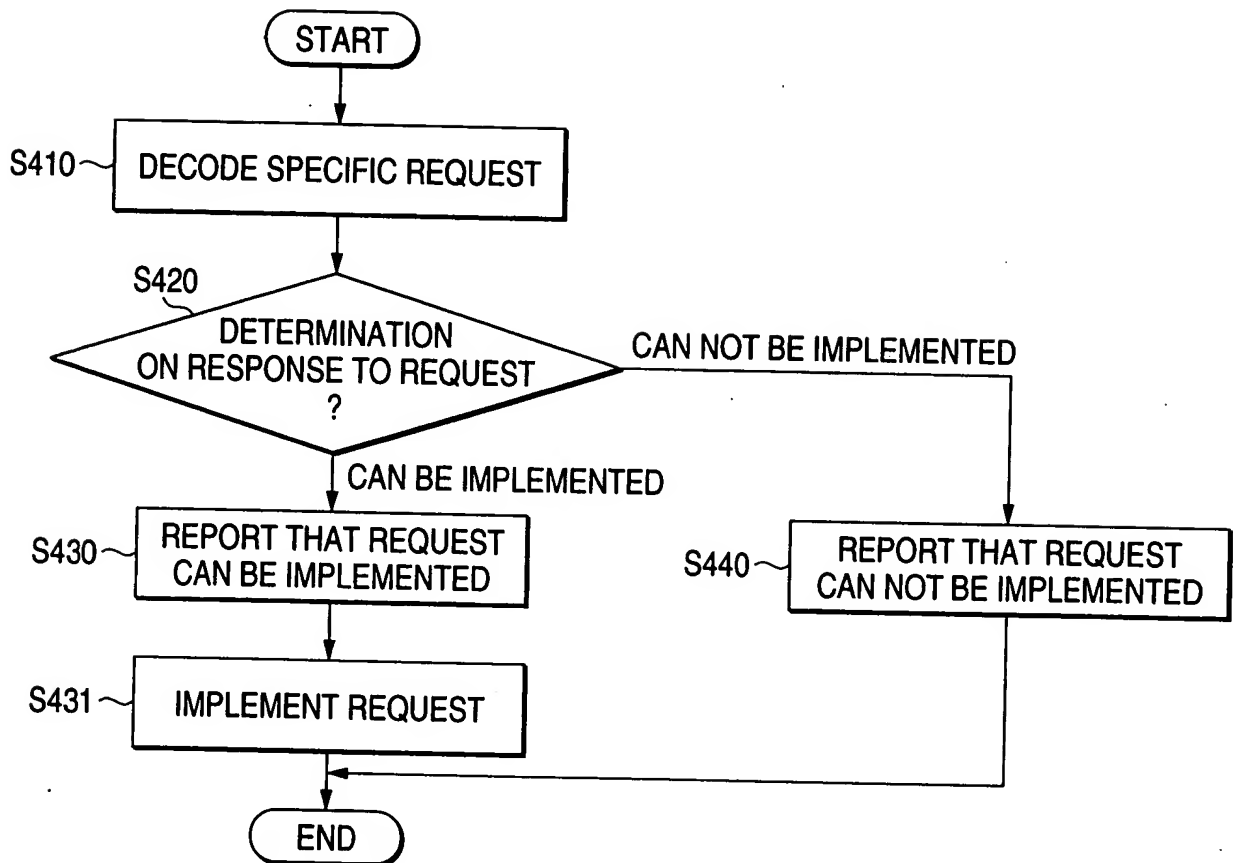 START
S410
DECODE SPECIFIC REQUEST
S420
DETERMINATION
ON RESPONSE TO REQUEST
?
CAN NOT BE IMPLEMENTED
CAN BE IMPLEMENTED
S430
REPORT THAT REQUEST
CAN BE IMPLEMENTED
S440
REPORT THAT REQUEST
CAN NOT BE IMPLEMENTED
S431
IMPLEMENT REQUEST
END